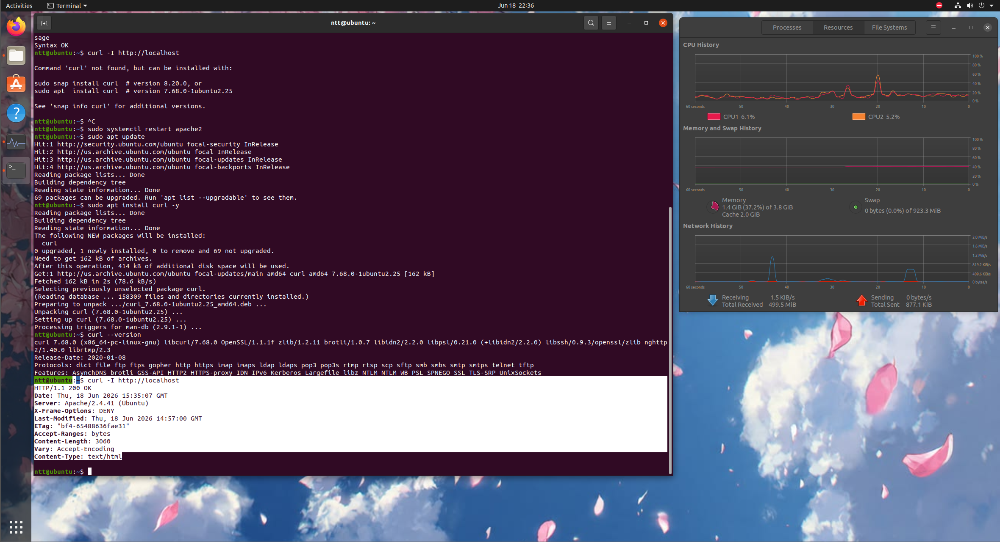 Activities
Terminal
Jun 18 22:36
ntt@ubuntu: ~
sage
Syntax OK
ntt@ubuntu:~$ curl -I http://localhost
Command 'curl' not found, but can be installed with:
sudo snap install curl  # version 8.20.0, or
sudo apt  install curl  # version 7.68.0-1ubuntu2.25
See 'snap info curl' for additional versions.
ntt@ubuntu:~$ ^C
ntt@ubuntu:~$ sudo systemctl restart apache2
ntt@ubuntu:~$ sudo apt update
Hit:1 http://security.ubuntu.com/ubuntu focal-security InRelease
Hit:2 http://us.archive.ubuntu.com/ubuntu focal InRelease
Hit:3 http://us.archive.ubuntu.com/ubuntu focal-updates InRelease
Hit:4 http://us.archive.ubuntu.com/ubuntu focal-backports InRelease
Reading package lists... Done
Building dependency tree
Reading state information... Done
69 packages can be upgraded. Run 'apt list --upgradable' to see them.
ntt@ubuntu:~$ sudo apt install curl -y
Reading package lists... Done
Building dependency tree
Reading state information... Done
The following NEW packages will be installed:
  curl
0 upgraded, 1 newly installed, 0 to remove and 69 not upgraded.
Need to get 162 kB of archives.
After this operation, 414 kB of additional disk space will be used.
Get:1 http://us.archive.ubuntu.com/ubuntu focal-updates/main amd64 curl amd64 7.68.0-1ubuntu2.25 [162 kB]
Fetched 162 kB in 2s (78.6 kB/s)
Selecting previously unselected package curl.
(Reading database ... 158309 files and directories currently installed.)
Preparing to unpack .../curl_7.68.0-1ubuntu2.25_amd64.deb ...
Unpacking curl (7.68.0-1ubuntu2.25) ...
Setting up curl (7.68.0-1ubuntu2.25) ...
Processing triggers for man-db (2.9.1-1) ...
ntt@ubuntu:~$ curl --version
curl 7.68.0 (x86_64-pc-linux-gnu) libcurl/7.68.0 OpenSSL/1.1.1f zlib/1.2.11 brotli/1.0.7 libidn2/2.2.0 libpsl/0.21.0 (+libidn2/2.2.0) libssh/0.9.3/openssl/zlib nghttp
2/1.40.0 librtmp/2.3
Release-Date: 2020-01-08
Protocols: dict file ftp ftps gopher http https imap imaps ldap ldaps pop3 pop3s rtmp rtsp scp sftp smb smbs smtp smtps telnet tftp
Features: AsynchDNS brotli GSS-API HTTP2 HTTPS-proxy IDN IPv6 Kerberos Largefile libz NTLM NTLM_WB PSL SPNEGO SSL TLS-SRP UnixSockets
ntt@ubuntu:~$ curl -I http://localhost
HTTP/1.1 200 OK
Date: Thu, 18 Jun 2026 15:35:07 GMT
Server: Apache/2.4.41 (Ubuntu)
X-Frame-Options: DENY
Last-Modified: Thu, 18 Jun 2026 14:57:00 GMT
ETag: "bf4-65488636fae31"
Accept-Ranges: bytes
Content-Length: 3060
Vary: Accept-Encoding
Content-Type: text/html
ntt@ubuntu:~$
Processes
Resources
File Systems
CPU History
100 %
80 %
60 %
40 %
20 %
0 %
60 seconds 50 40 30 20 10 0
CPU1 6.1%
CPU2 5.2%
Memory and Swap History
100 %
80 %
60 %
40 %
20 %
0 %
60 seconds 50 40 30 20 10 0
Memory
1.4 GiB (37.2%) of 3.8 GiB
Cache 2.0 GiB
Swap
0 bytes (0.0%) of 923.3 MiB
Network History
2.0 MiB/s
1.6 MiB/s
1.2 MiB/s
819.2 KiB/s
409.6 KiB/s
0 bytes/s
60 seconds 50 40 30 20 10 0
Receiving 1.5 KiB/s
Total Received 499.5 MiB
Sending 0 bytes/s
Total Sent 877.1 KiB